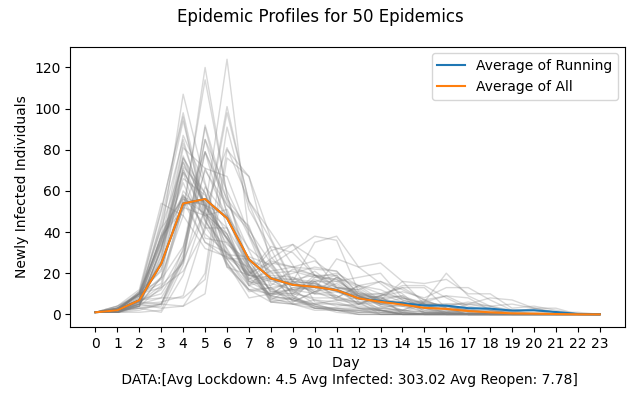 Epidemic Profiles for 50 Epidemics
Newly Infected Individuals
120
100
80
60
40
20
0
Average of Running
Average of All
0 1 2 3 4 5 6 7 8 9 10 11 12 13 14 15 16 17 18 19 20 21 22 23
Day
DATA:[Avg Lockdown: 4.5 Avg Infected: 303.02 Avg Reopen: 7.78]